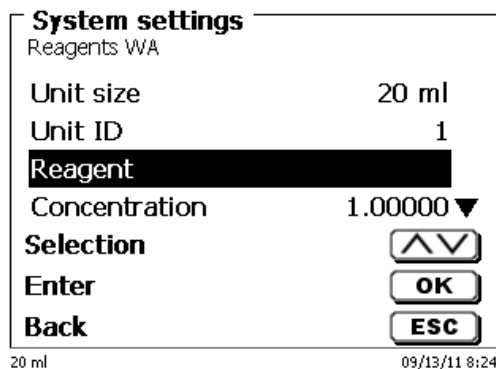 System settings
Reagents WA
Unit size 20 ml
Unit ID 1
Reagent
Concentration 1.00000
Selection
Enter OK
Back ESC
20 ml 09/13/11 8:24